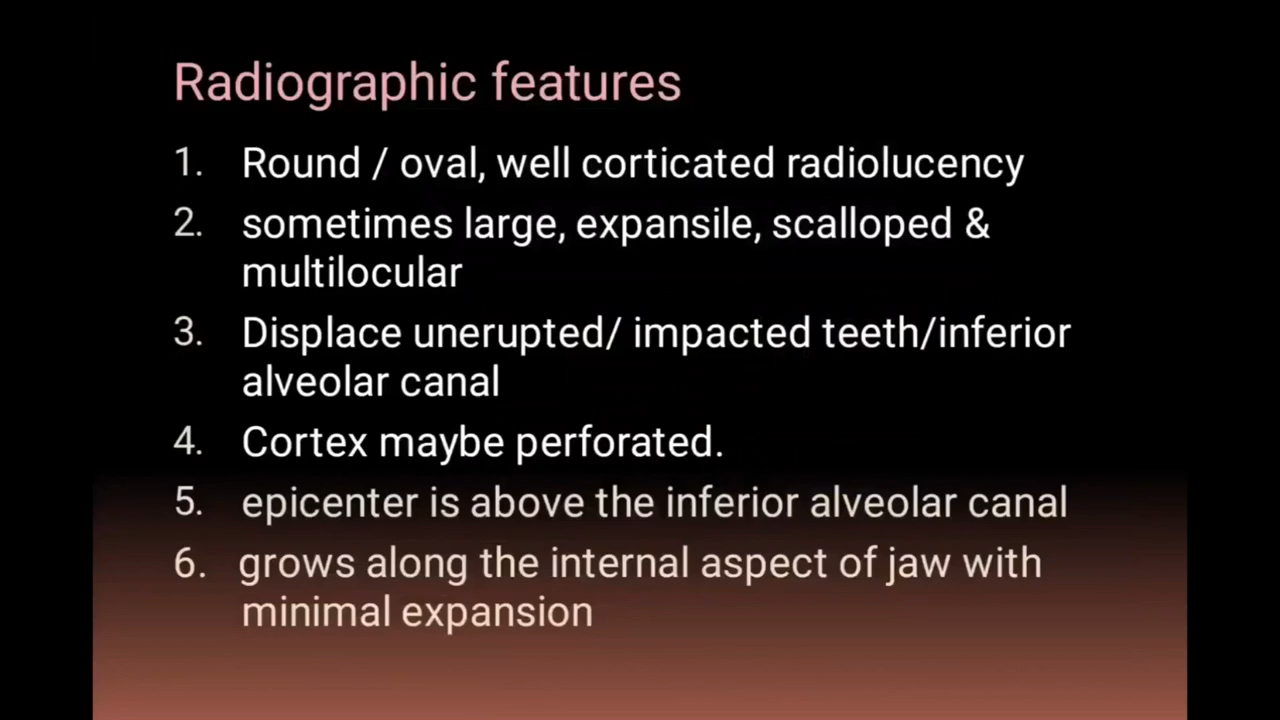 Radiographic features
1. Round / oval, well corticated radiolucency
2. sometimes large, expansile, scalloped &
multilocular
3. Displace unerupted/ impacted teeth/inferior
alveolar canal
4. Cortex maybe perforated.
5. epicenter is above the inferior alveolar canal
6. grows along the internal aspect of jaw with
minimal expansion